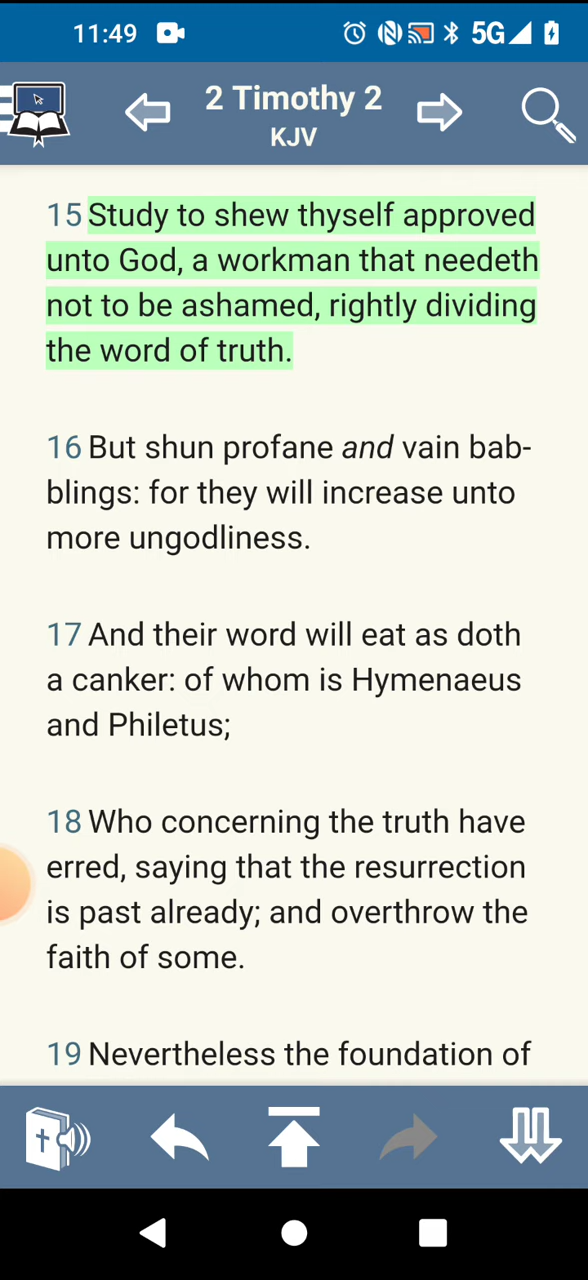 11:49 5G
2 Timothy 2
KJV
15 Study to shew thyself approved
unto God, a workman that needeth
not to be ashamed, rightly dividing
the word of truth.
16 But shun profane and vain bab-
blings: for they will increase unto
more ungodliness.
17 And their word will eat as doth
a canker: of whom is Hymenaeus
and Philetus;
18 Who concerning the truth have
erred, saying that the resurrection
is past already; and overthrow the
faith of some.
19 Nevertheless the foundation of